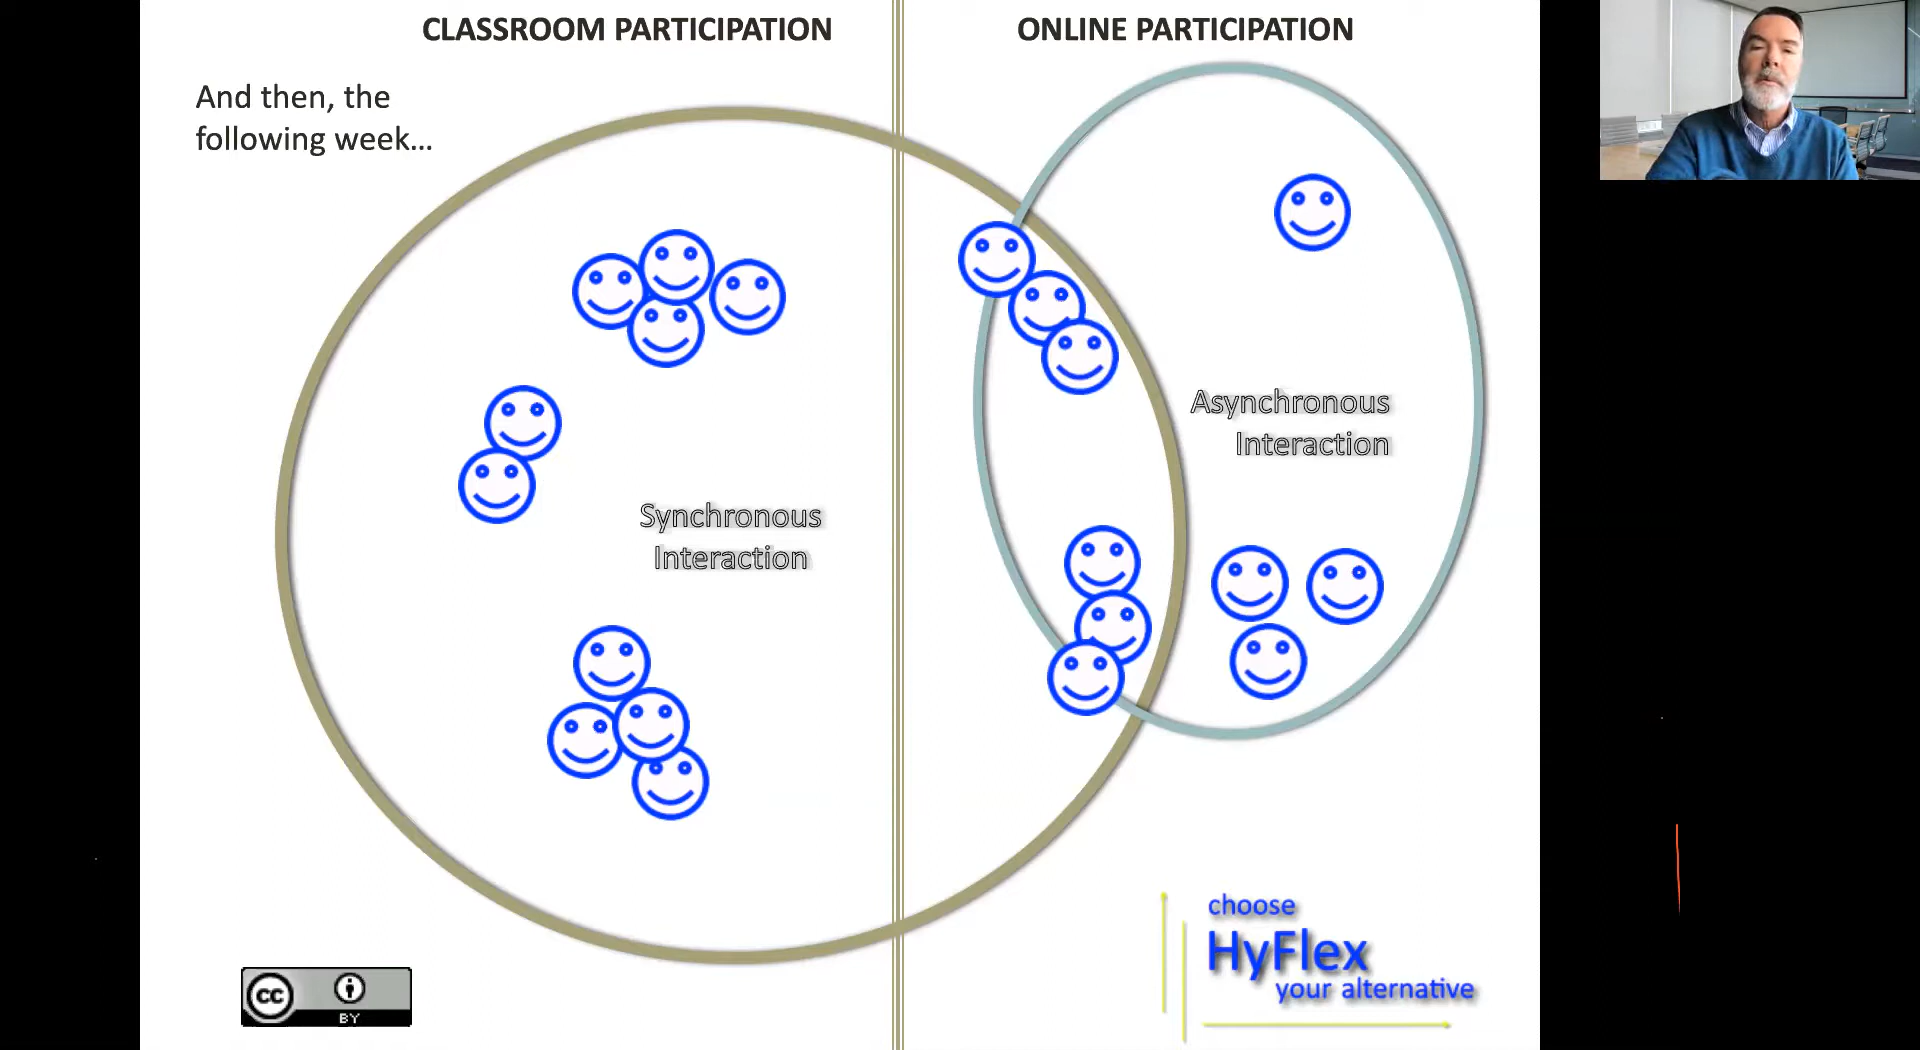 CLASSROOM PARTICIPATION
ONLINE PARTICIPATION
And then, the
following week...
Asynchronous
Interaction
Synchronous
Interaction
choose
HyFlex
your alternative
cc
BY